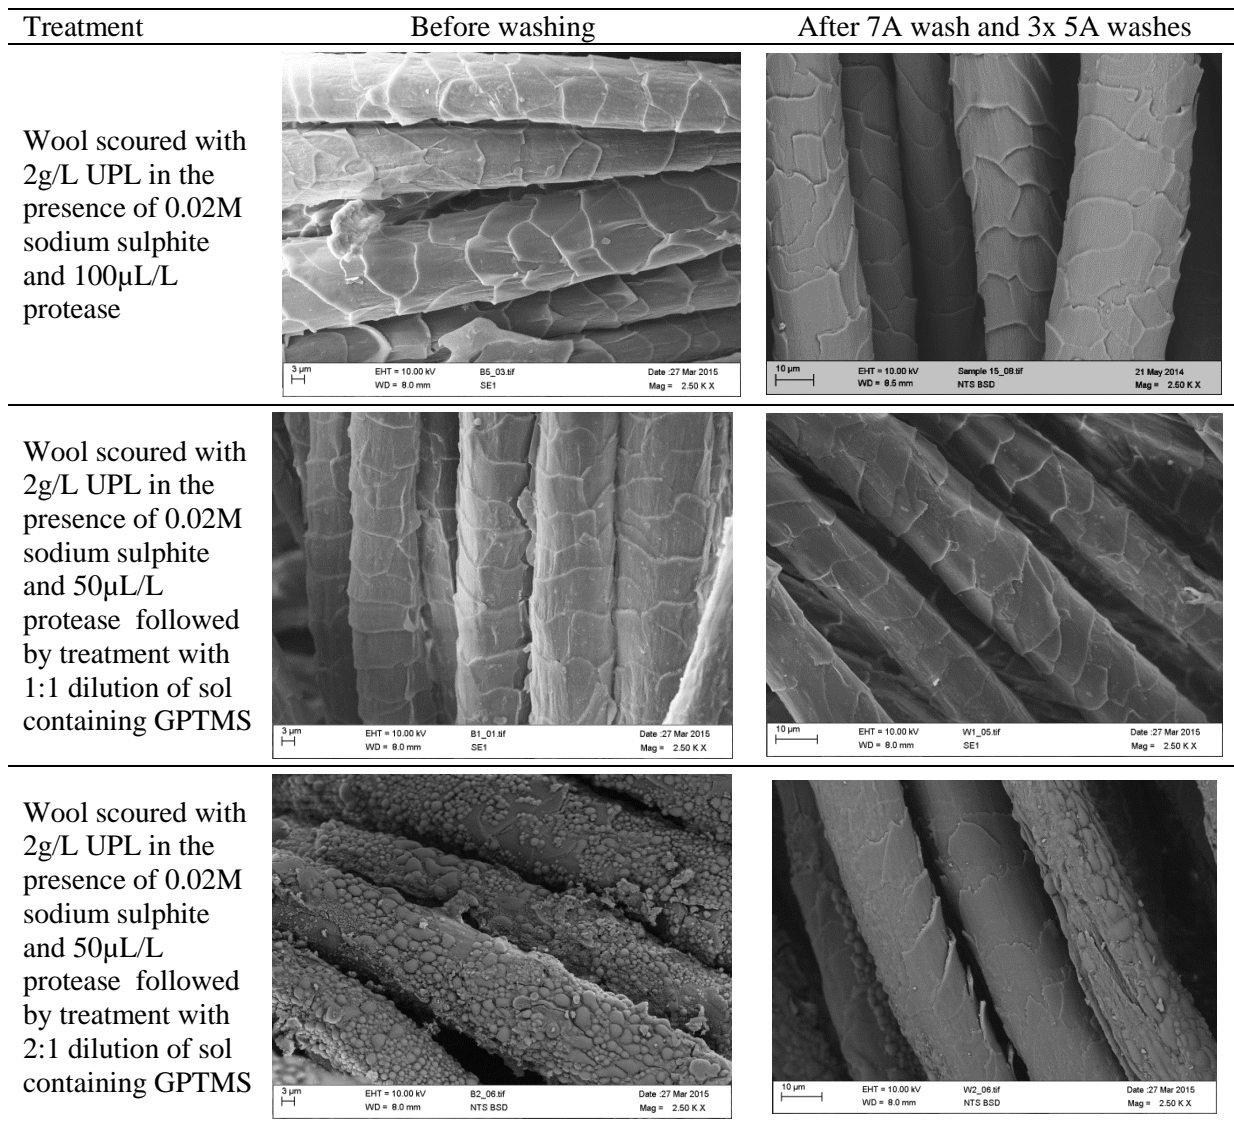 Treatment
Before washing
After 7A wash and 3x 5A washes
Wool scoured with
2g/L UPL in the
presence of 0.02M
sodium sulphite
and 100µL/L
protease
3 µm
EHT = 10.00 kV
WD = 8.0 mm
B5_03.tif
SE1
Date :27 Mar 2015
Mag = 2.50 K X
10 µm
EHT = 10.00 kV
WD = 8.5 mm
Sample 15_08.tif
NTS BSD
21 May 2014
Mag = 2.50 K X
Wool scoured with
2g/L UPL in the
presence of 0.02M
sodium sulphite
and 50µL/L
protease followed
by treatment with
1:1 dilution of sol
containing GPTMS
3 µm
EHT = 10.00 kV
WD = 8.0 mm
B1_01.tif
SE1
Date :27 Mar 2015
Mag = 2.50 K X
10 µm
EHT = 10.00 kV
WD = 8.0 mm
W1_05.tif
SE1
Date :27 Mar 2015
Mag = 2.50 K X
Wool scoured with
2g/L UPL in the
presence of 0.02M
sodium sulphite
and 50µL/L
protease followed
by treatment with
2:1 dilution of sol
containing GPTMS
3 µm
EHT = 10.00 kV
WD = 8.0 mm
B2_06.tif
NTS BSD
Date :27 Mar 2015
Mag = 2.50 K X
10 µm
EHT = 10.00 kV
WD = 8.0 mm
W2_06.tif
NTS BSD
Date :27 Mar 2015
Mag = 2.50 K X